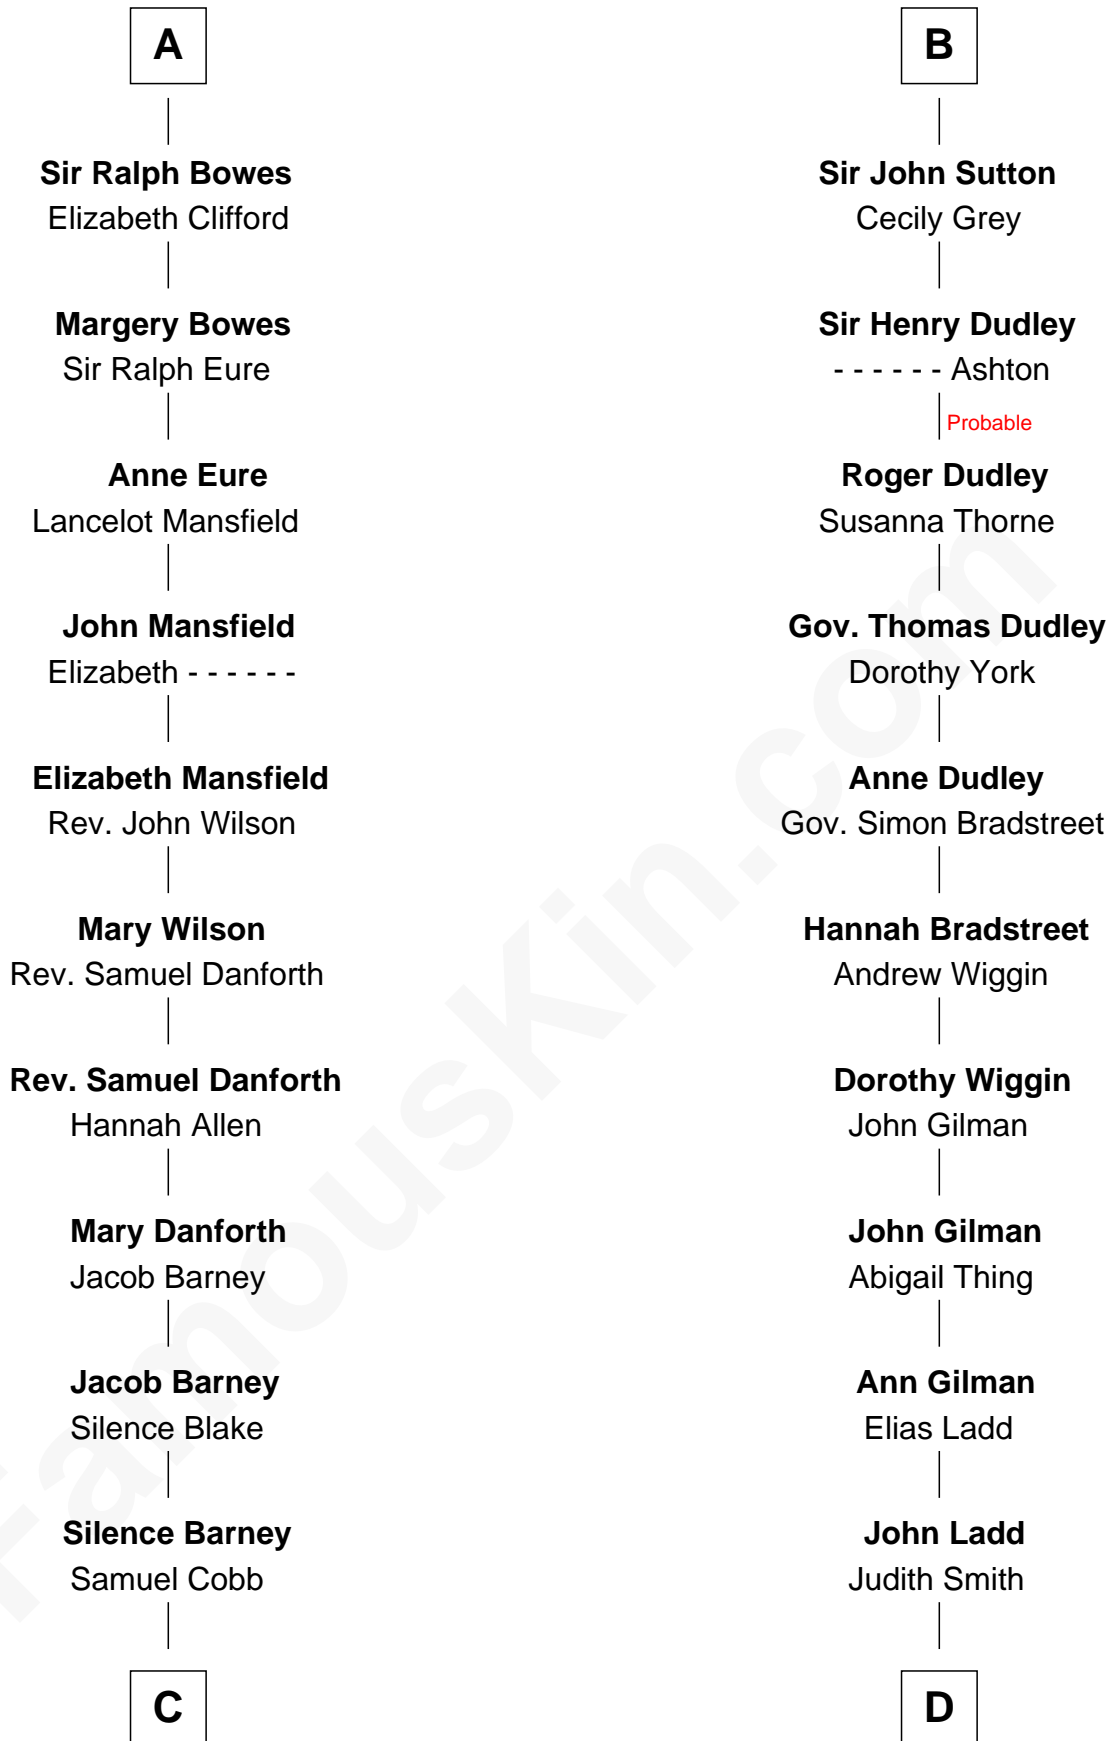 A
Sir Ralph Bowes
Elizabeth Clifford
Margery Bowes
Sir Ralph Eure
Anne Eure
Lancelot Mansfield
John Mansfield
Elizabeth - - - - - -
Elizabeth Mansfield
Rev. John Wilson
Mary Wilson
Rev. Samuel Danforth
Rev. Samuel Danforth
Hannah Allen
Mary Danforth
Jacob Barney
Jacob Barney
Silence Blake
Silence Barney
Samuel Cobb
C
B
Sir John Sutton
Cecily Grey
Sir Henry Dudley
- - - - - - Ashton
Probable
Roger Dudley
Susanna Thorne
Gov. Thomas Dudley
Dorothy York
Anne Dudley
Gov. Simon Bradstreet
Hannah Bradstreet
Andrew Wiggin
Dorothy Wiggin
John Gilman
John Gilman
Abigail Thing
Ann Gilman
Elias Ladd
John Ladd
Judith Smith
D
FamousKin.com